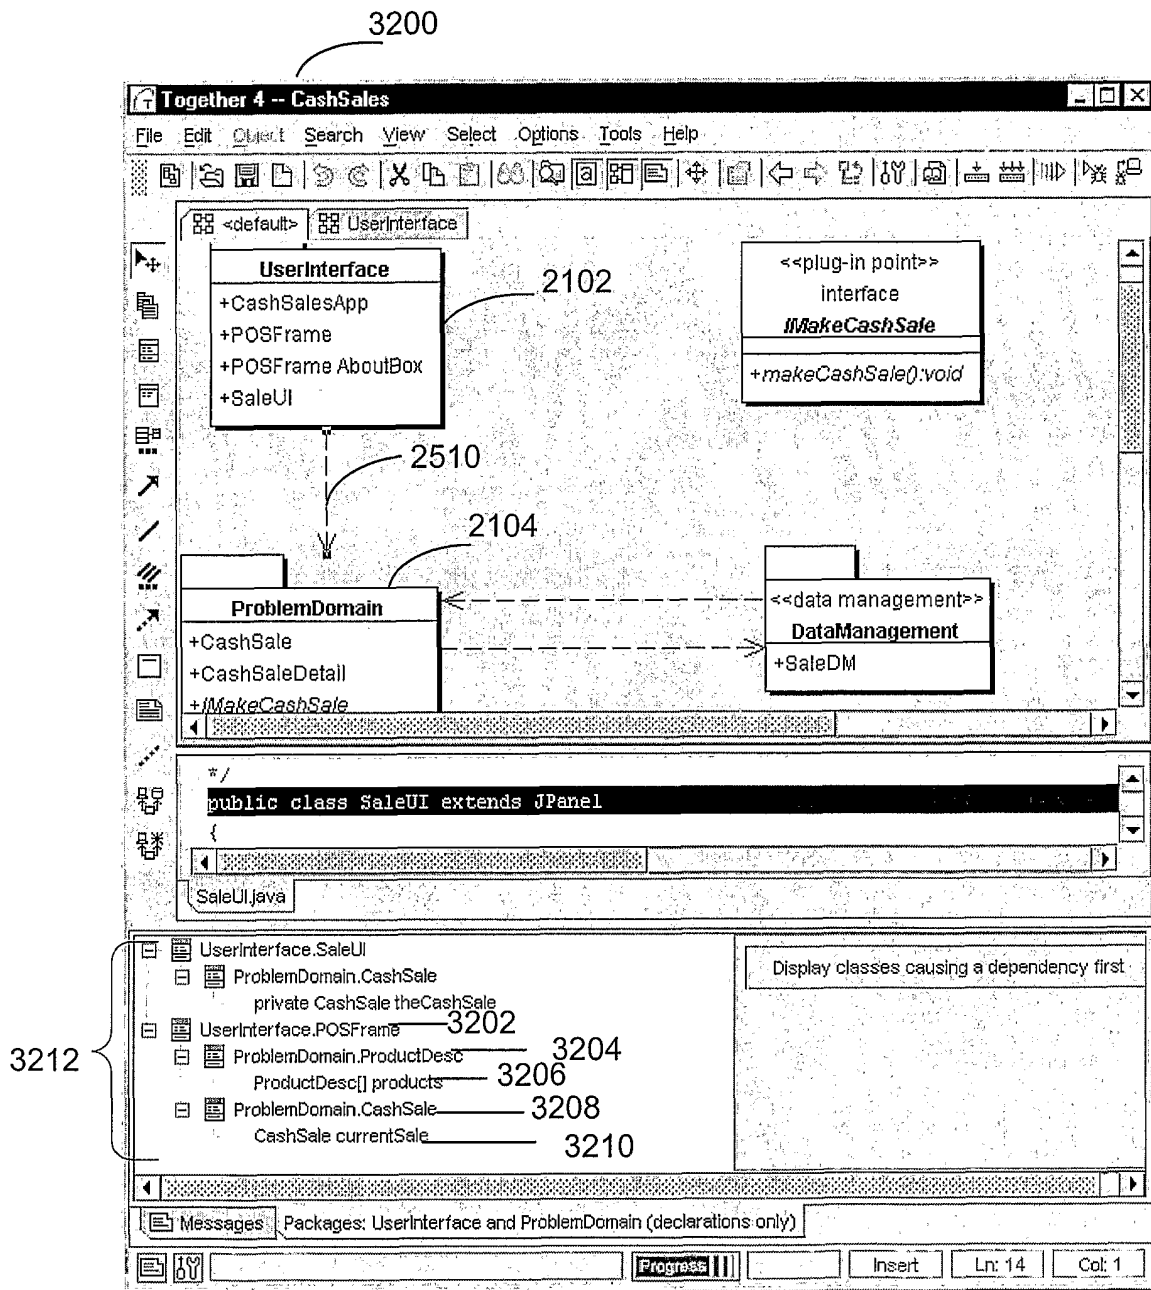 3200
Together 4 -- CashSales
File Edit Object Search View Select Options Tools Help
<default> UserInterface
UserInterface
+CashSalesApp
+POSFrame
+POSFrame AboutBox
+SaleUI
2102
<<plug-in point>>
interface
IMakeCashSale
+makeCashSale():void
2510
2104
ProblemDomain
+CashSale
+CashSaleDetail
+IMakeCashSale
<<data management>>
DataManagement
+SaleDM
*/
public class SaleUI extends JPanel
{
SaleUI.java
UserInterface.SaleUI
ProblemDomain.CashSale
private CashSale theCashSale
UserInterface.POSFrame 3202
ProblemDomain.ProductDesc 3204
ProductDesc[] products 3206
ProblemDomain.CashSale 3208
CashSale currentSale 3210
3212
Display classes causing a dependency first
Messages Packages: UserInterface and ProblemDomain (declarations only)
Progress Insert Ln: 14 Col: 1